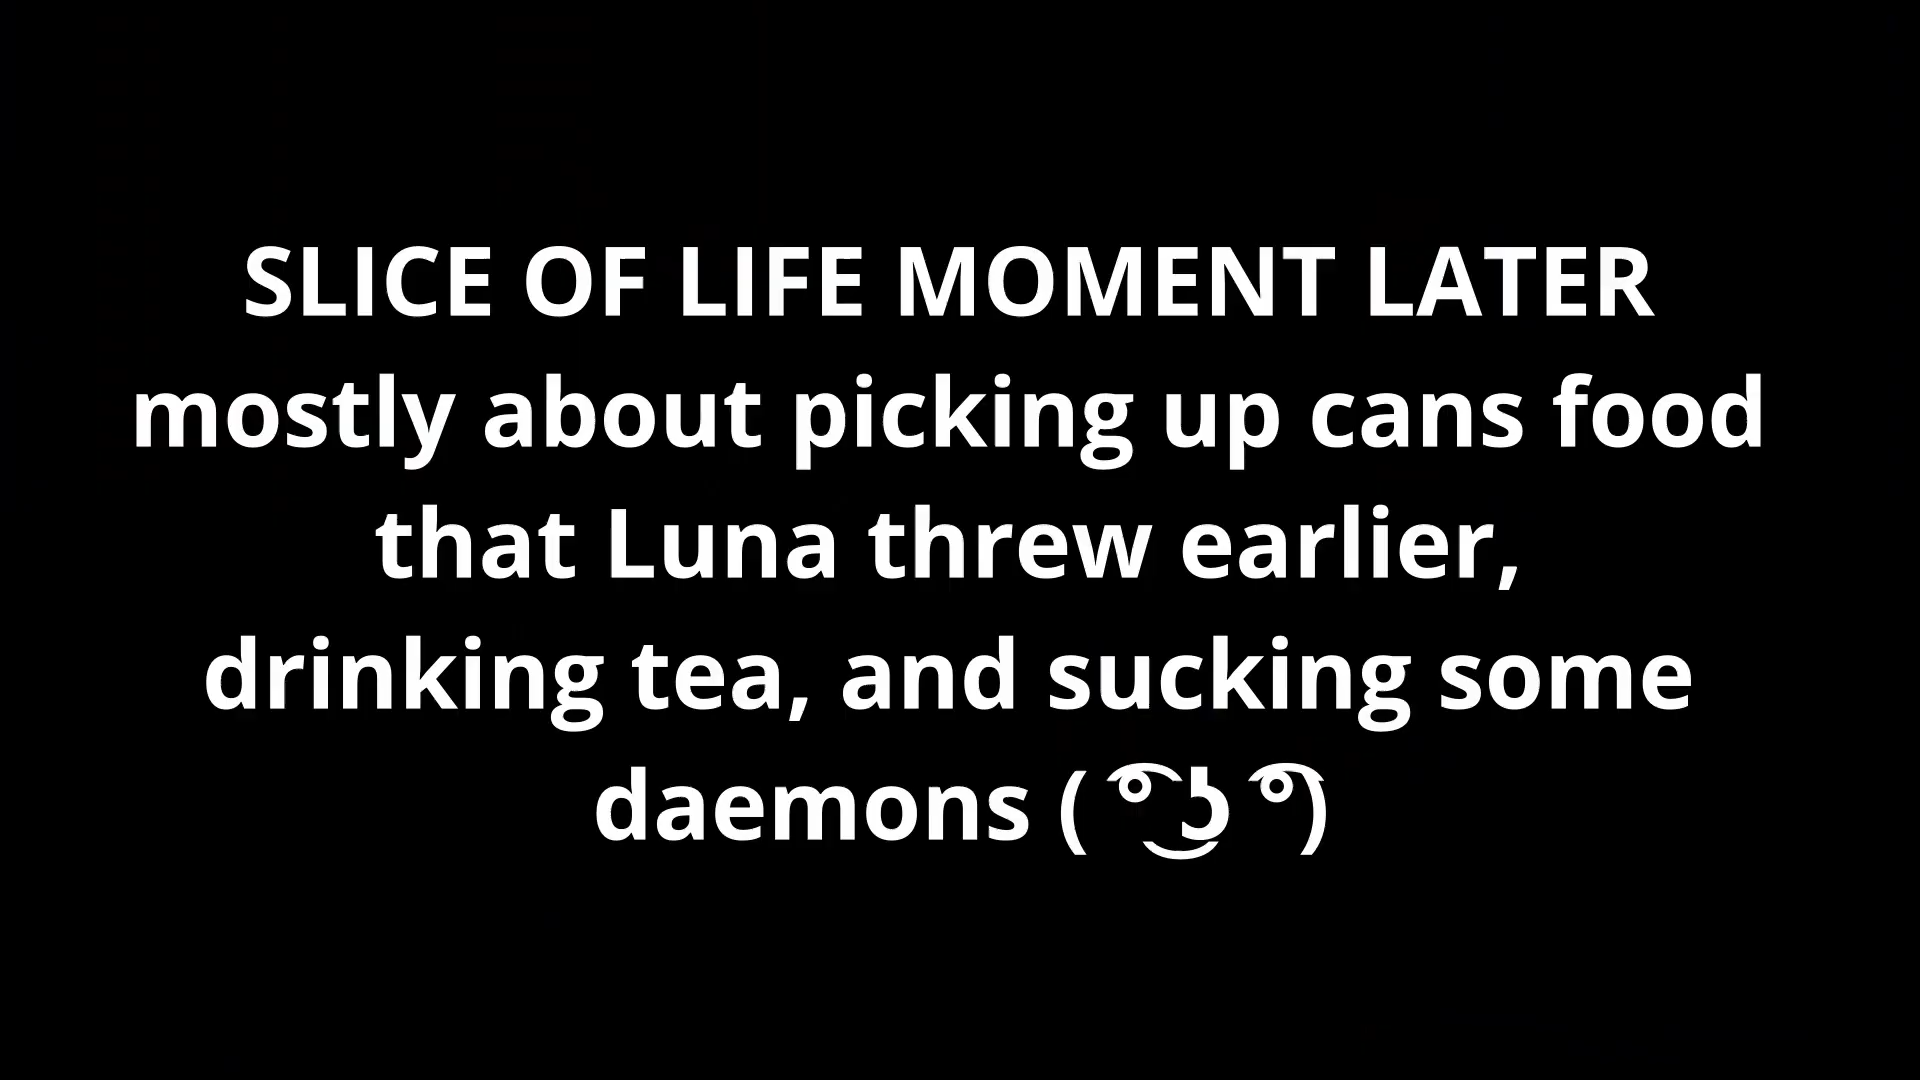 SLICE OF LIFE MOMENT LATER
mostly about picking up cans food
that Luna threw earlier,
drinking tea, and sucking some
daemons ( ͡° ͜ʖ ͡°)